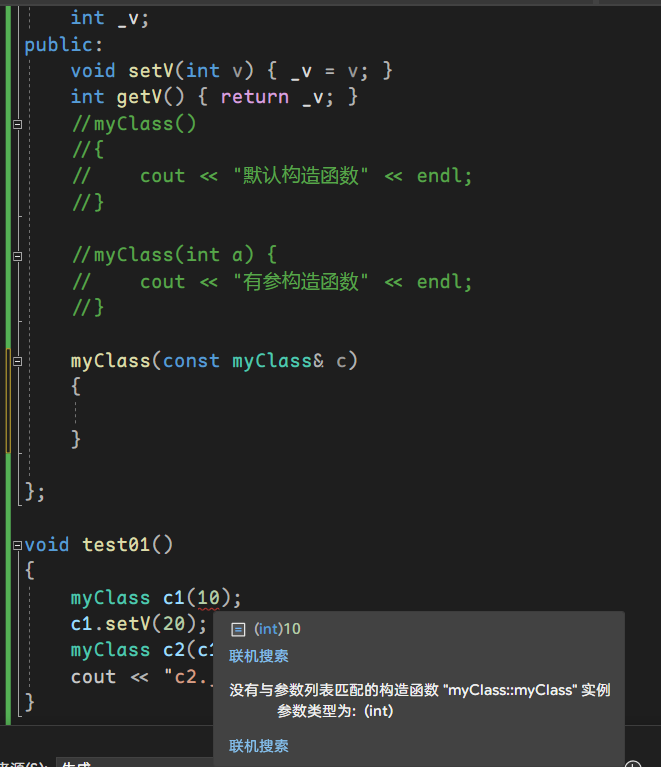 int _v;
public:
void setV(int v) { _v = v; }
int getV() { return _v; }
//myClass()
//{
//    cout << "默认构造函数" << endl;
//}
//myClass(int a) {
//    cout << "有参构造函数" << endl;
//}
myClass(const myClass& c)
{
}
};
void test01()
{
myClass c1(10);
c1.setV(20);
myClass c2(c1
cout << "c2._
}
(int)10
联机搜索
没有与参数列表匹配的构造函数 "myClass::myClass" 实例
参数类型为: (int)
联机搜索